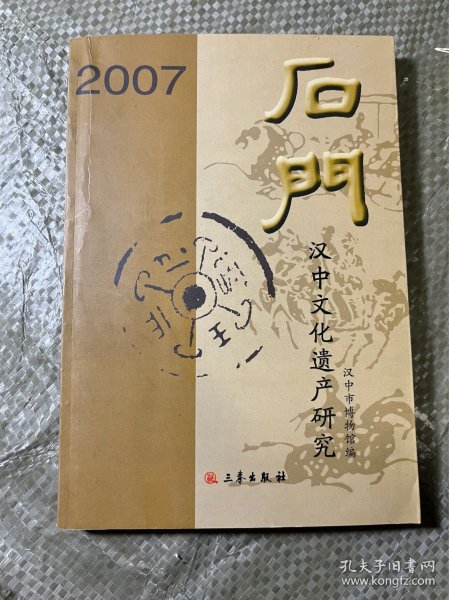 2007
石門
汉中文化遗产研究
汉中市博物馆编
三秦出版社
孔夫子旧书网
www.kongfz.com